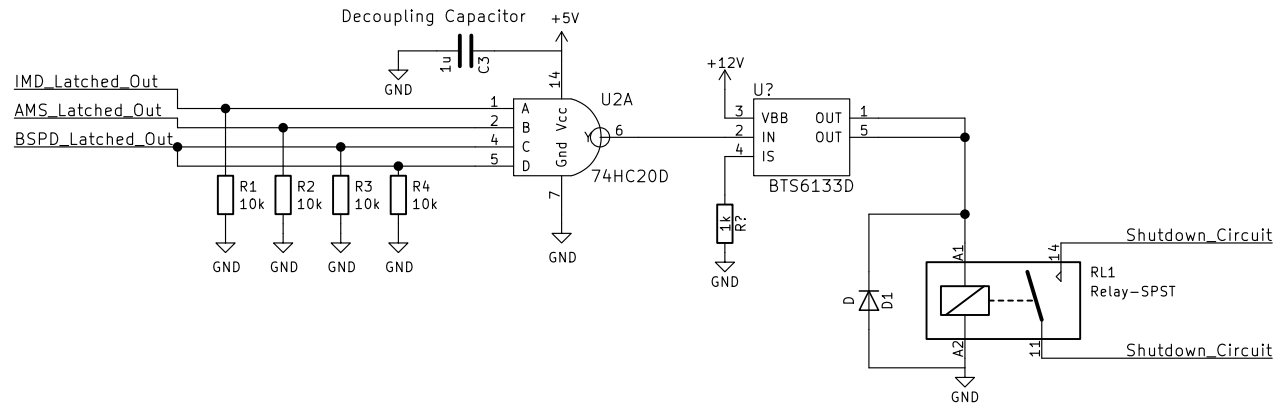 Decoupling Capacitor
+5V
1u
C3
GND
14
IMD_Latched_Out
AMS_Latched_Out
BSPD_Latched_Out
1
2
4
5
A
B
C
D
Vcc
Gnd
Y
U2A
6
74HC20D
7
GND
R1
10k
R2
10k
R3
10k
R4
10k
GND
GND
GND
GND
+12V
U?
3
2
4
VBB
IN
IS
OUT
OUT
1
5
BTS6133D
1k
R?
GND
D
D1
A1
A2
14
11
RL1
Relay-SPST
Shutdown_Circuit
Shutdown_Circuit
GND